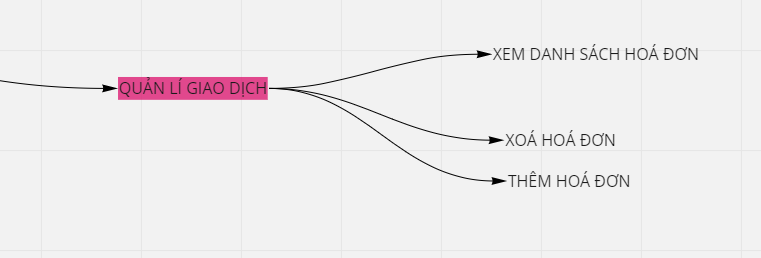 XEM DANH SÁCH HOÁ ĐƠN
QUẢN LÍ GIAO DỊCH
XOÁ HOÁ ĐƠN
THÊM HOÁ ĐƠN